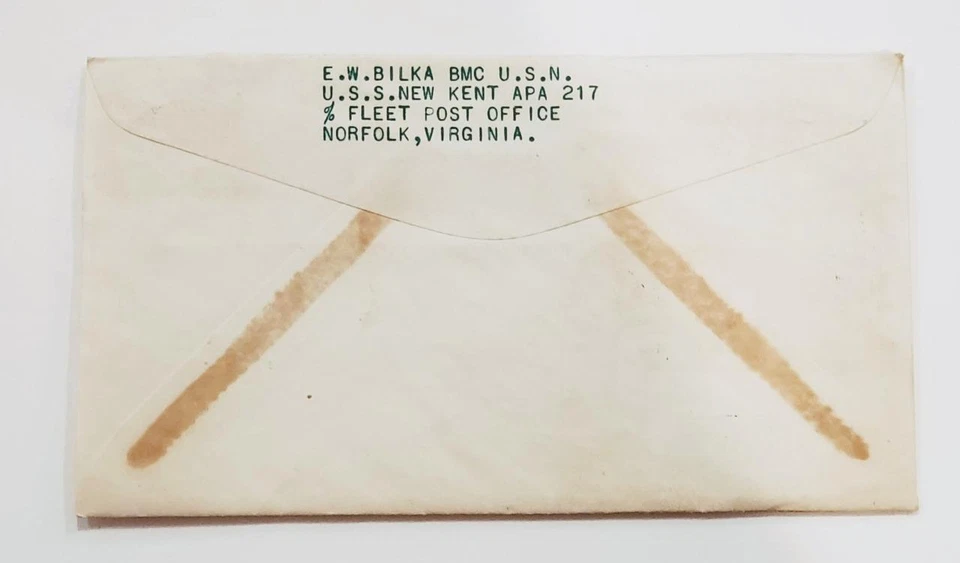 E.W.BILKA BMC U.S.N.
U.S.S.NEW KENT APA 217
% FLEET POST OFFICE
NORFOLK,VIRGINIA.